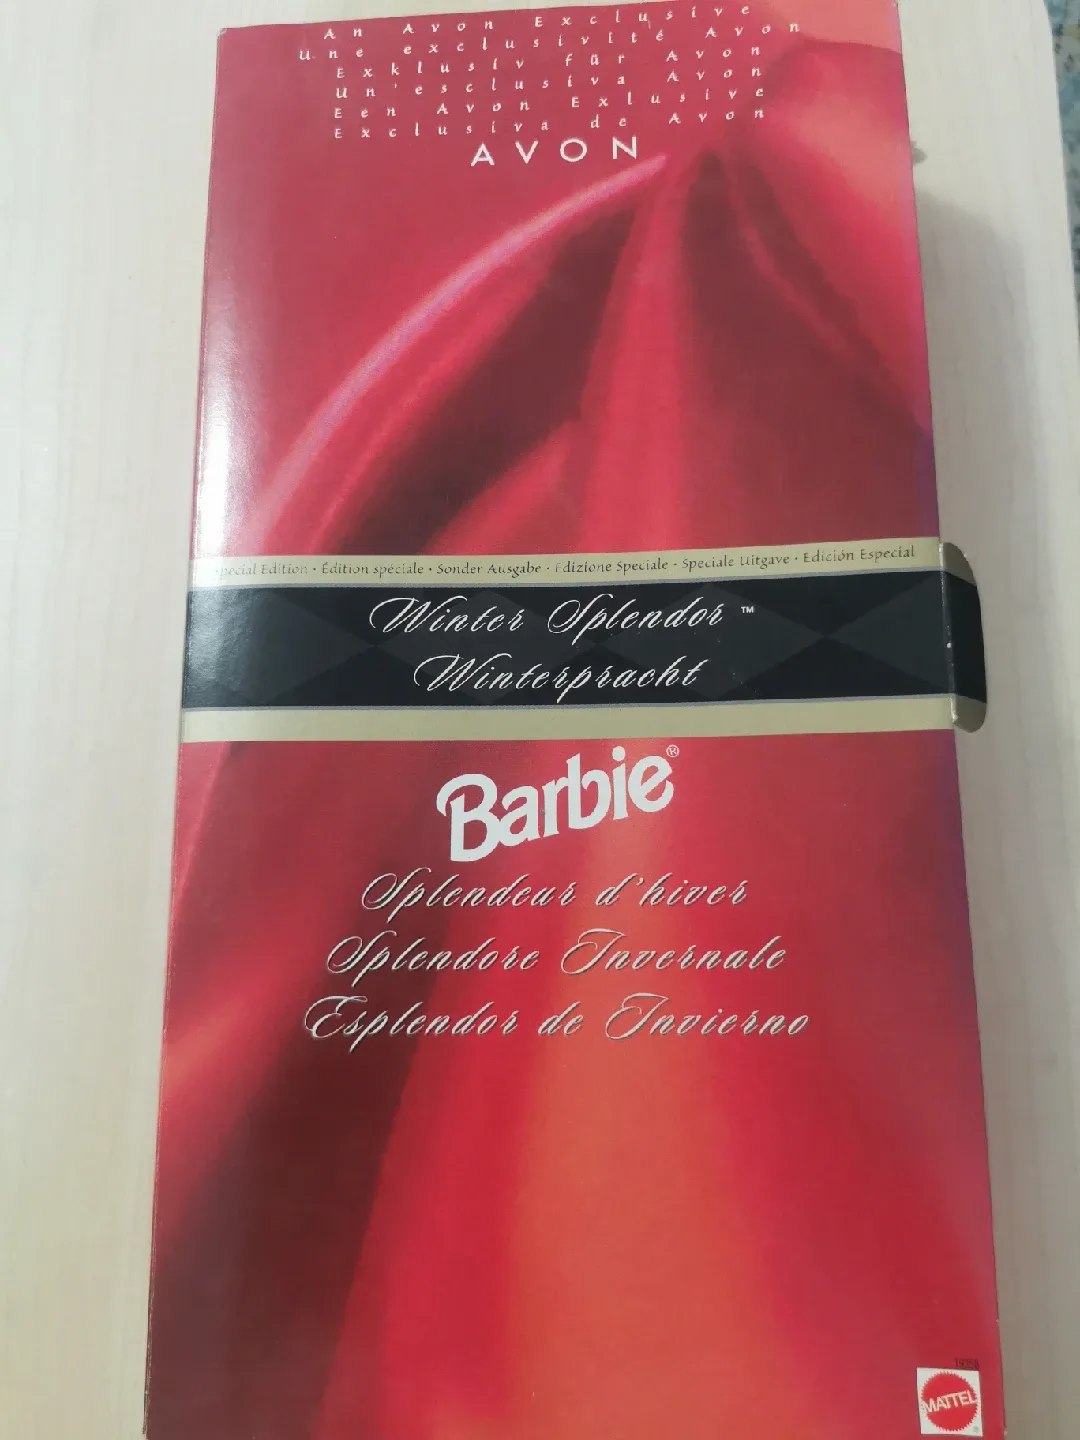 An Avon Exclusive
Une exclusivité Avon
Exklusiv für Avon
Un'esclusiva Avon
Een Avon Exlusive
Exclusiva de Avon
AVON
Special Edition · Édition spéciale · Sonder Ausgabe · Edizione Speciale · Speciale Uitgave · Edición Especial
Winter Splendor™
Winterpracht
Barbie®
Splendeur d'hiver
Splendore Invernale
Esplendor de Invierno
MATTEL